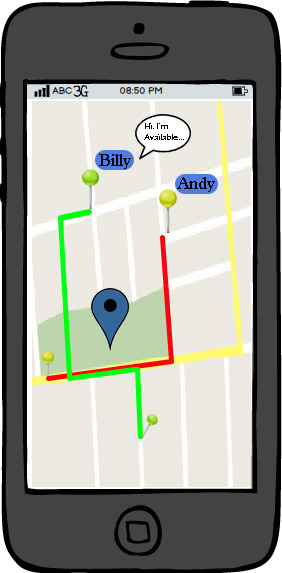 ABC 3G 08:50 PM
Hi. I'm
Available...
Billy
Andy